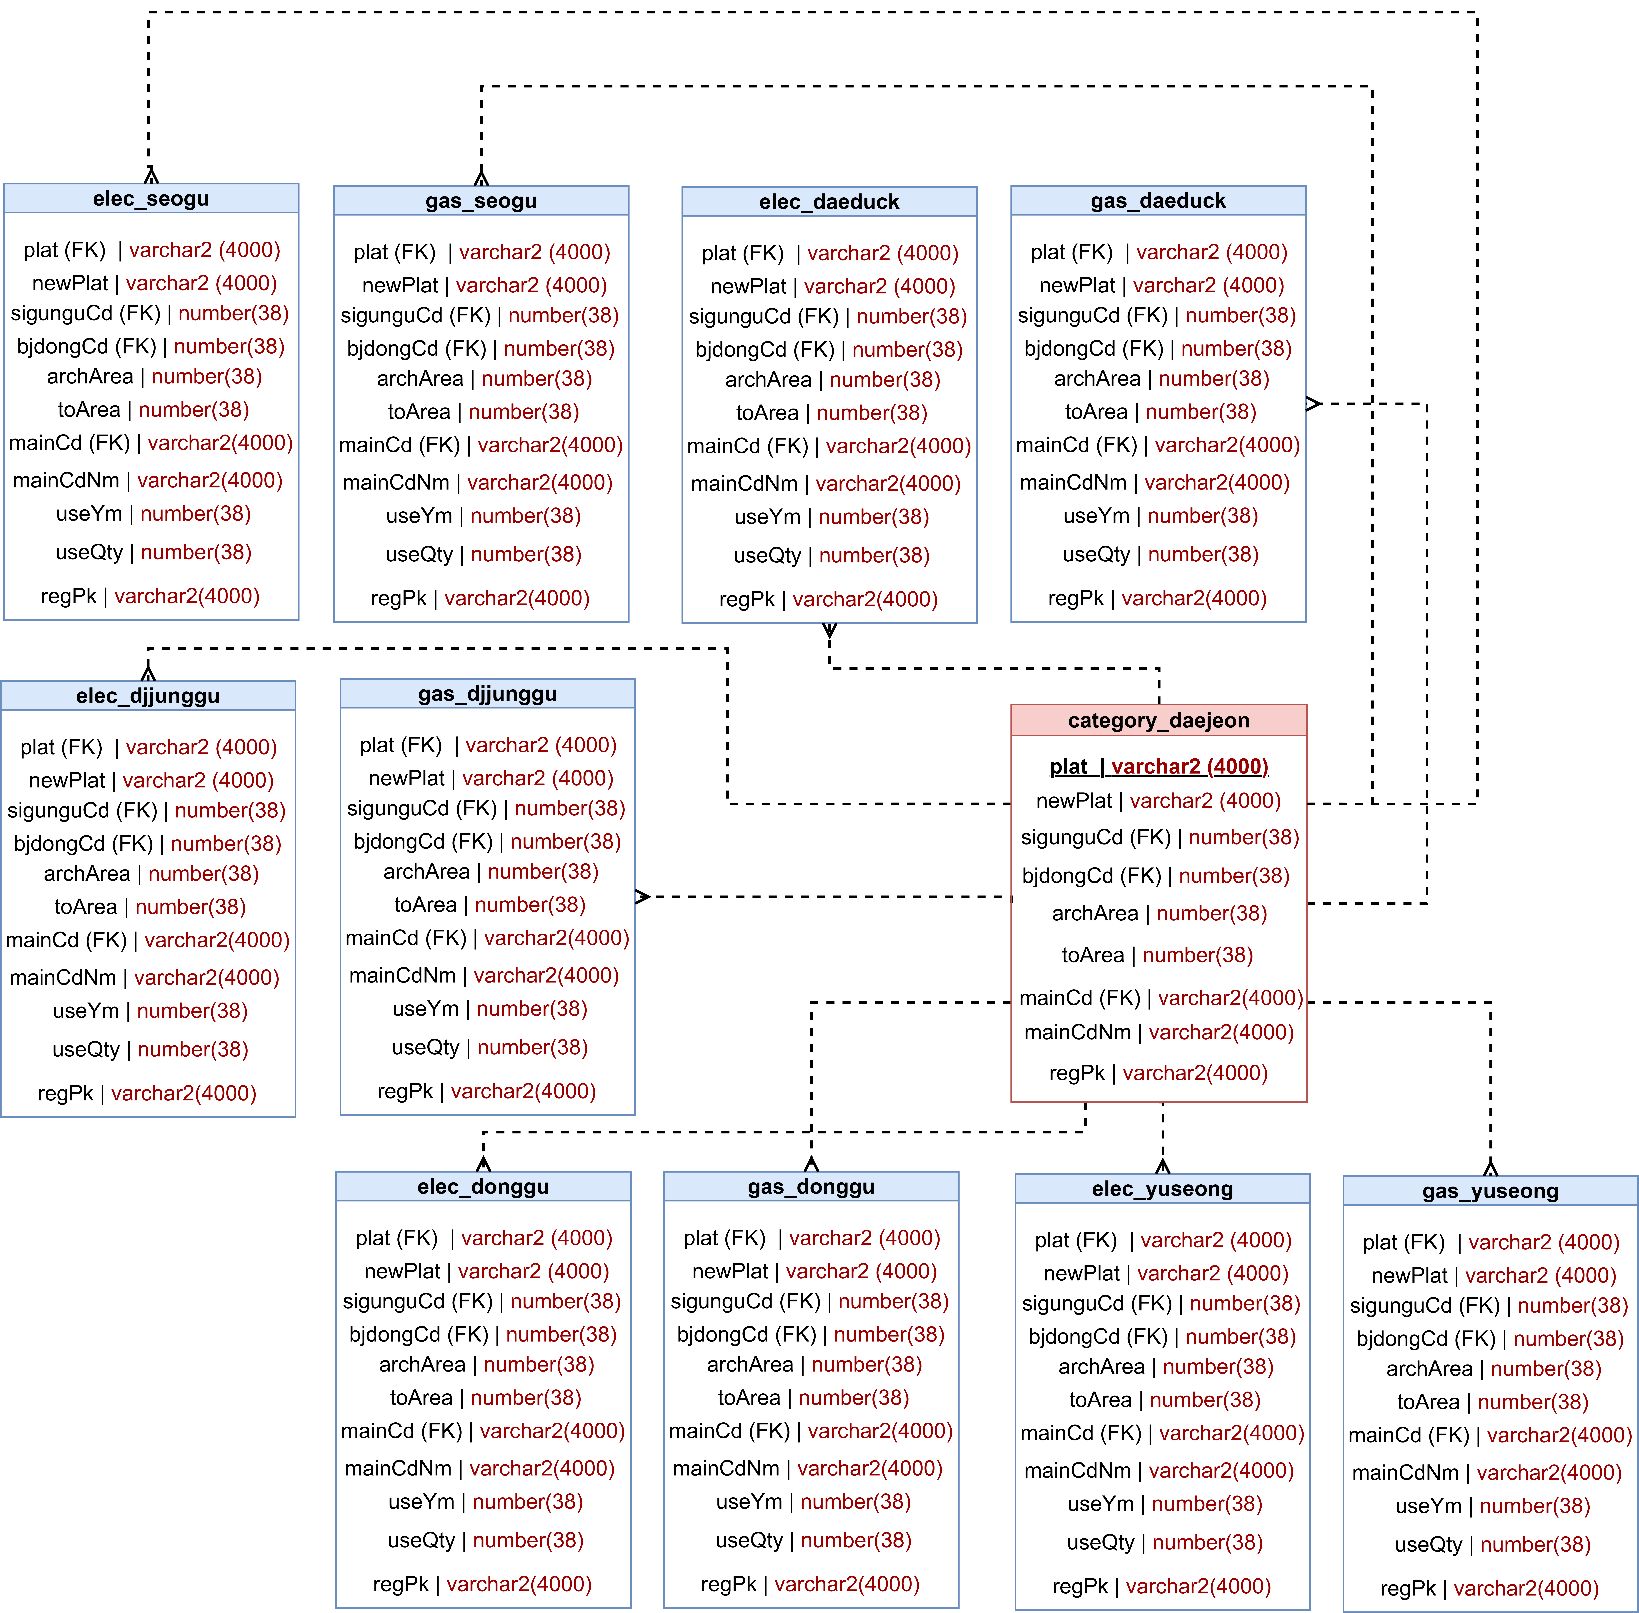 elec_seogu
plat (FK) | varchar2 (4000)
newPlat | varchar2 (4000)
sigunguCd (FK) | number(38)
bjdongCd (FK) | number(38)
archArea | number(38)
toArea | number(38)
mainCd (FK) | varchar2(4000)
mainCdNm | varchar2(4000)
useYm | number(38)
useQty | number(38)
regPk | varchar2(4000)
gas_seogu
plat (FK) | varchar2 (4000)
newPlat | varchar2 (4000)
sigunguCd (FK) | number(38)
bjdongCd (FK) | number(38)
archArea | number(38)
toArea | number(38)
mainCd (FK) | varchar2(4000)
mainCdNm | varchar2(4000)
useYm | number(38)
useQty | number(38)
regPk | varchar2(4000)
elec_daeduck
plat (FK) | varchar2 (4000)
newPlat | varchar2 (4000)
sigunguCd (FK) | number(38)
bjdongCd (FK) | number(38)
archArea | number(38)
toArea | number(38)
mainCd (FK) | varchar2(4000)
mainCdNm | varchar2(4000)
useYm | number(38)
useQty | number(38)
regPk | varchar2(4000)
gas_daeduck
plat (FK) | varchar2 (4000)
newPlat | varchar2 (4000)
sigunguCd (FK) | number(38)
bjdongCd (FK) | number(38)
archArea | number(38)
toArea | number(38)
mainCd (FK) | varchar2(4000)
mainCdNm | varchar2(4000)
useYm | number(38)
useQty | number(38)
regPk | varchar2(4000)
elec_djjunggu
plat (FK) | varchar2 (4000)
newPlat | varchar2 (4000)
sigunguCd (FK) | number(38)
bjdongCd (FK) | number(38)
archArea | number(38)
toArea | number(38)
mainCd (FK) | varchar2(4000)
mainCdNm | varchar2(4000)
useYm | number(38)
useQty | number(38)
regPk | varchar2(4000)
gas_djjunggu
plat (FK) | varchar2 (4000)
newPlat | varchar2 (4000)
sigunguCd (FK) | number(38)
bjdongCd (FK) | number(38)
archArea | number(38)
toArea | number(38)
mainCd (FK) | varchar2(4000)
mainCdNm | varchar2(4000)
useYm | number(38)
useQty | number(38)
regPk | varchar2(4000)
category_daejeon
plat | varchar2 (4000)
newPlat | varchar2 (4000)
sigunguCd (FK) | number(38)
bjdongCd (FK) | number(38)
archArea | number(38)
toArea | number(38)
mainCd (FK) | varchar2(4000)
mainCdNm | varchar2(4000)
regPk | varchar2(4000)
elec_donggu
plat (FK) | varchar2 (4000)
newPlat | varchar2 (4000)
sigunguCd (FK) | number(38)
bjdongCd (FK) | number(38)
archArea | number(38)
toArea | number(38)
mainCd (FK) | varchar2(4000)
mainCdNm | varchar2(4000)
useYm | number(38)
useQty | number(38)
regPk | varchar2(4000)
gas_donggu
plat (FK) | varchar2 (4000)
newPlat | varchar2 (4000)
sigunguCd (FK) | number(38)
bjdongCd (FK) | number(38)
archArea | number(38)
toArea | number(38)
mainCd (FK) | varchar2(4000)
mainCdNm | varchar2(4000)
useYm | number(38)
useQty | number(38)
regPk | varchar2(4000)
elec_yuseong
plat (FK) | varchar2 (4000)
newPlat | varchar2 (4000)
sigunguCd (FK) | number(38)
bjdongCd (FK) | number(38)
archArea | number(38)
toArea | number(38)
mainCd (FK) | varchar2(4000)
mainCdNm | varchar2(4000)
useYm | number(38)
useQty | number(38)
regPk | varchar2(4000)
gas_yuseong
plat (FK) | varchar2 (4000)
newPlat | varchar2 (4000)
sigunguCd (FK) | number(38)
bjdongCd (FK) | number(38)
archArea | number(38)
toArea | number(38)
mainCd (FK) | varchar2(4000)
mainCdNm | varchar2(4000)
useYm | number(38)
useQty | number(38)
regPk | varchar2(4000)